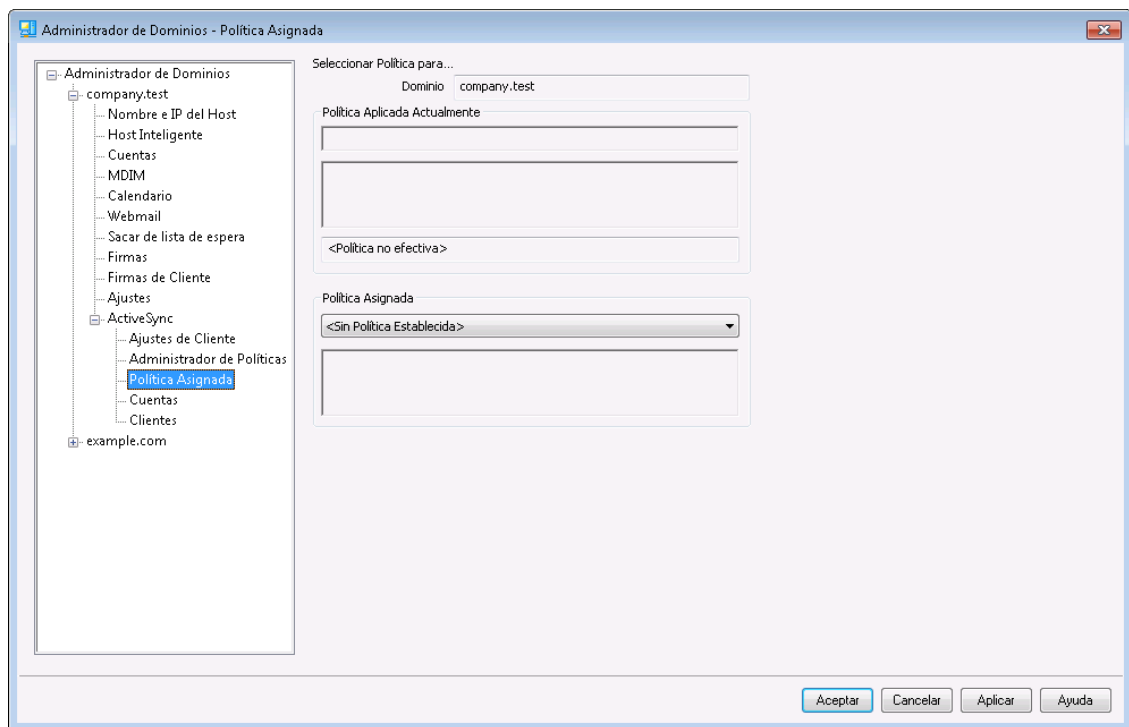 Administrador de Dominios - Política Asignada
Administrador de Dominios
company.test
Nombre e IP del Host
Host Inteligente
Cuentas
MDIM
Calendario
Webmail
Sacar de lista de espera
Firmas
Firmas de Cliente
Ajustes
ActiveSync
Ajustes de Cliente
Administrador de Políticas
Política Asignada
Cuentas
Clientes
example.com
Seleccionar Política para...
Dominio company.test
Política Aplicada Actualmente
<Política no efectiva>
Política Asignada
<Sin Política Establecida>
Aceptar Cancelar Aplicar Ayuda